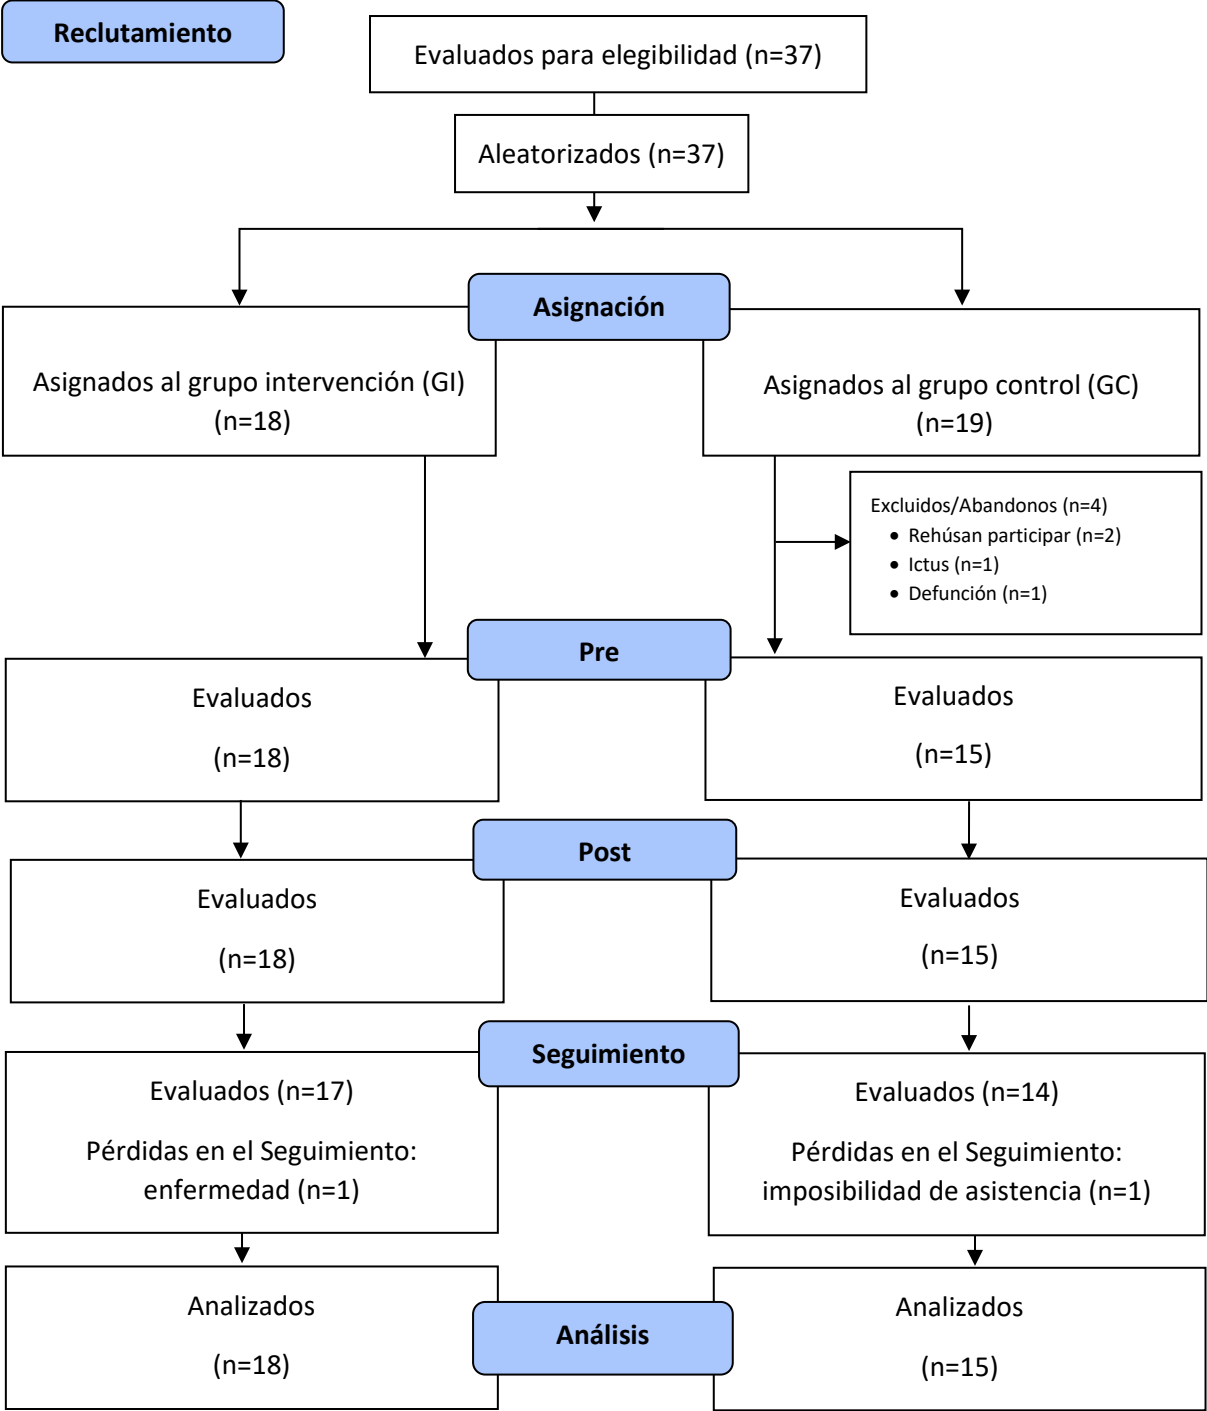 Reclutamiento
Evaluados para elegibilidad (n=37)
Aleatorizados (n=37)
Asignación
Asignados al grupo intervención (GI)
(n=18)
Asignados al grupo control (GC)
(n=19)
Excluidos/Abandonos (n=4)
• Rehúsan participar (n=2)
• Ictus (n=1)
• Defunción (n=1)
Pre
Evaluados
(n=18)
Evaluados
(n=15)
Post
Evaluados
(n=18)
Evaluados
(n=15)
Seguimiento
Evaluados (n=17)
Pérdidas en el Seguimiento:
enfermedad (n=1)
Evaluados (n=14)
Pérdidas en el Seguimiento:
imposibilidad de asistencia (n=1)
Análisis
Analizados
(n=18)
Analizados
(n=15)